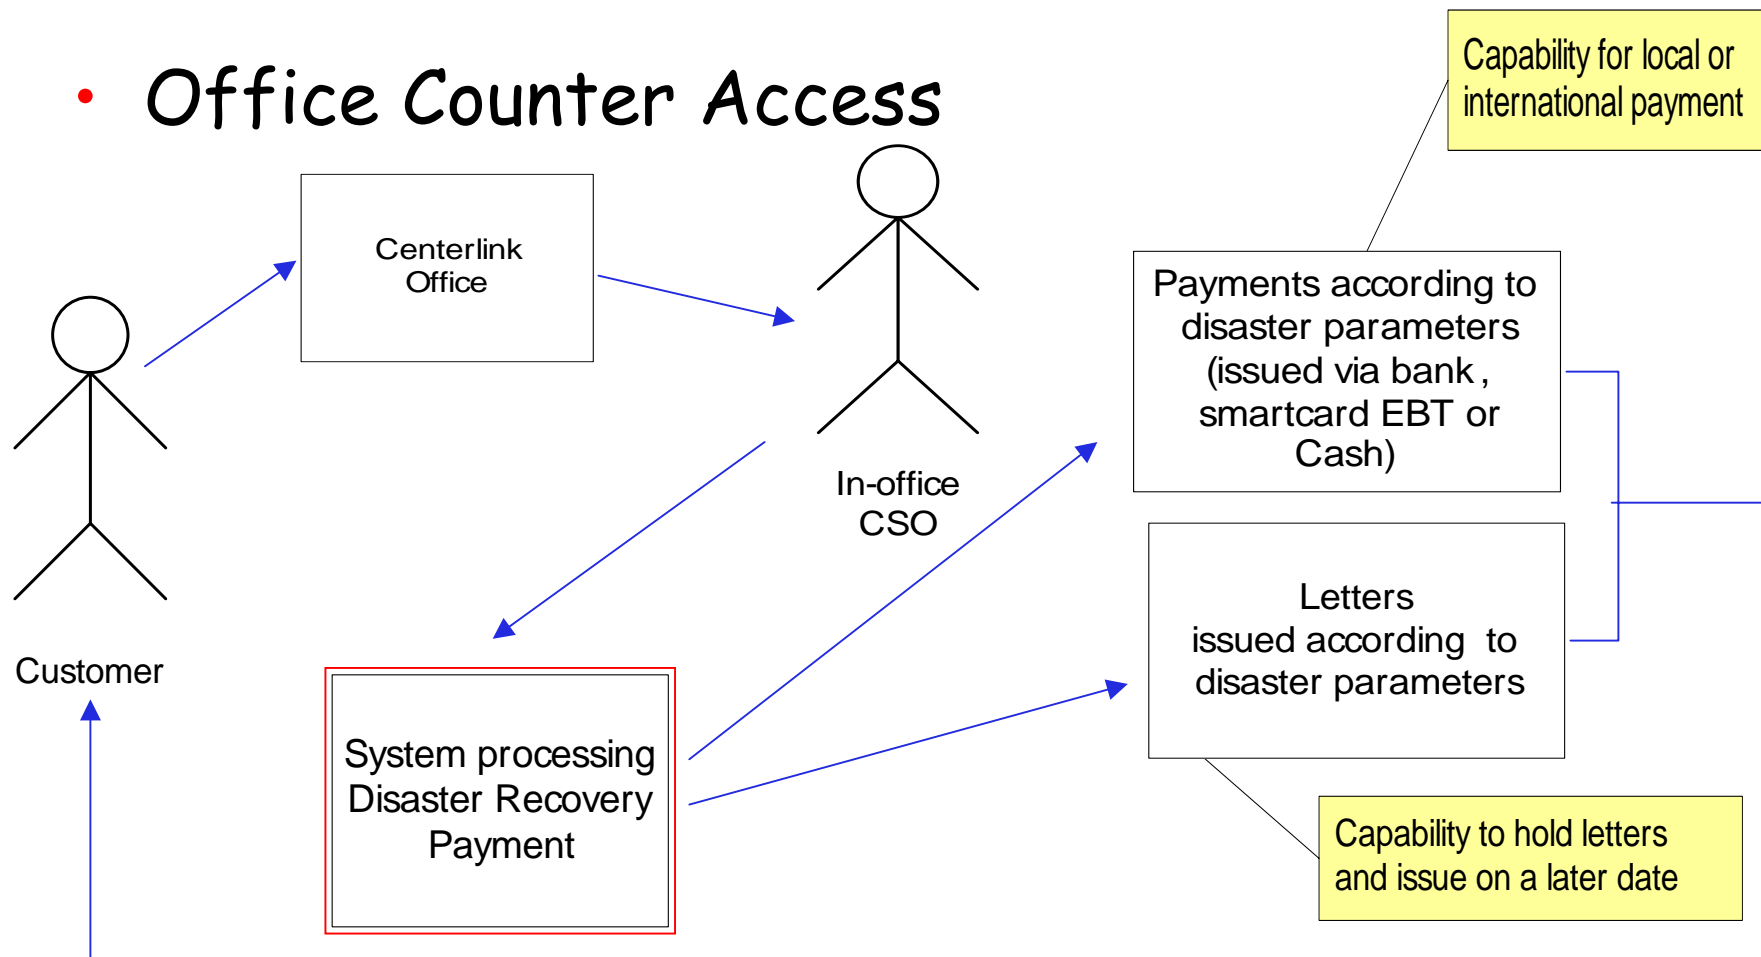 • Office Counter Access
Capability for local or
international payment
Centerlink
Office
Payments according to
disaster parameters
(issued via bank,
smartcard EBT or
Cash)
In-office
CSO
Letters
issued according to
disaster parameters
Customer
System processing
Disaster Recovery
Payment
Capability to hold letters
and issue on a later date